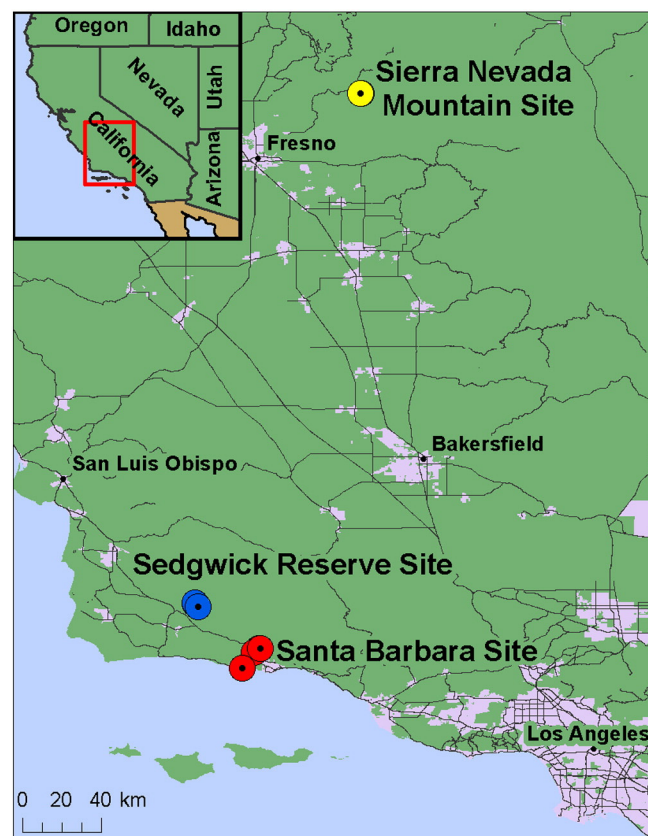 Oregon
Idaho
Nevada
Utah
California
Arizona
Sierra Nevada
Mountain Site
Fresno
Bakersfield
San Luis Obispo
Sedgwick Reserve Site
Santa Barbara Site
Los Angeles
0 20 40 km